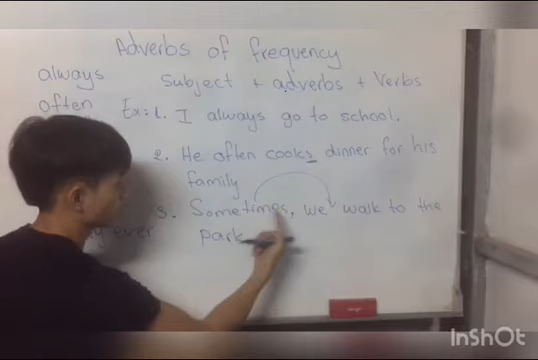 Adverbs of frequency
always
Subject + adverbs + Verbs
often
Ex: 1. I always go to school.
2. He often cooks dinner for his
family
3. Sometimes, we walk to the
ever
park
InShOt